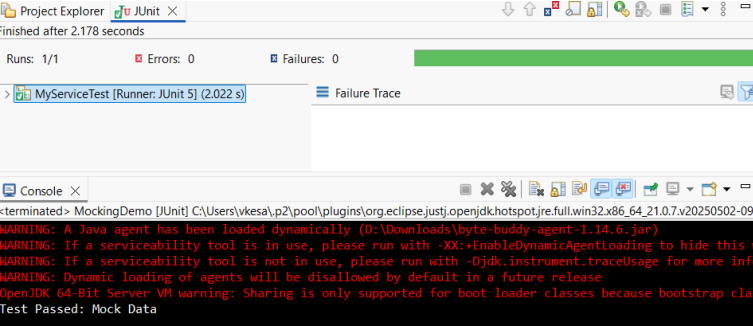 Project Explorer JUnit
Finished after 2.178 seconds
Runs: 1/1 Errors: 0 Failures: 0
MyServiceTest [Runner: JUnit 5] (2.022 s)
Failure Trace
Console
<terminated> MockingDemo [JUnit] C:\Users\vkesa\.p2\pool\plugins\org.eclipse.justj.openjdk.hotspot.jre.full.win32.x86_64_21.0.7.v20250502-09
WARNING: A Java agent has been loaded dynamically (D:\Downloads\byte-buddy-agent-1.14.6.jar)
WARNING: If a serviceability tool is in use, please run with -XX:+EnableDynamicAgentLoading to hide this
WARNING: If a serviceability tool is not in use, please run with -Djdk.instrument.traceUsage for more inf
WARNING: Dynamic loading of agents will be disallowed by default in a future release
OpenJDK 64-Bit Server VM warning: Sharing is only supported for boot loader classes because bootstrap cla
Test Passed: Mock Data